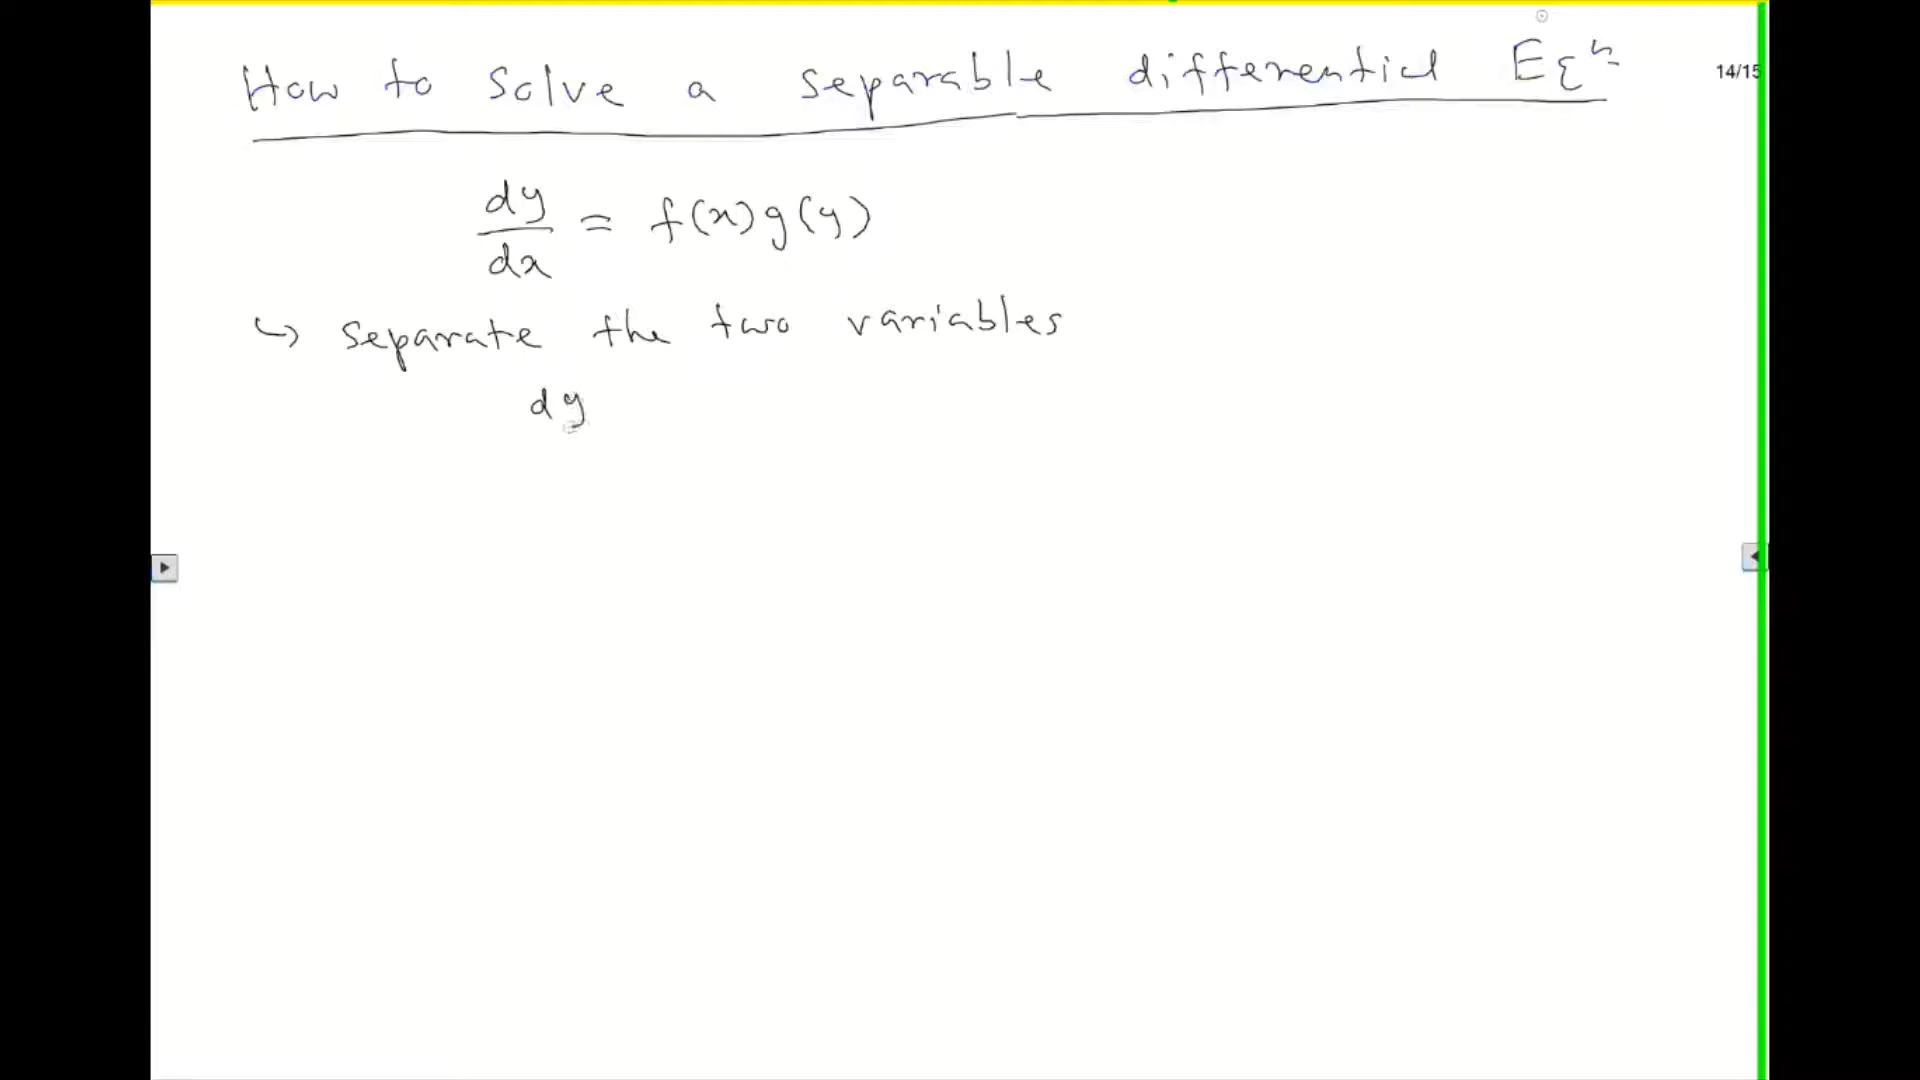 How to solve a separable differential Eqn
14/15
dy/dx = f(x)g(y)
↪ separate the two variables
dy